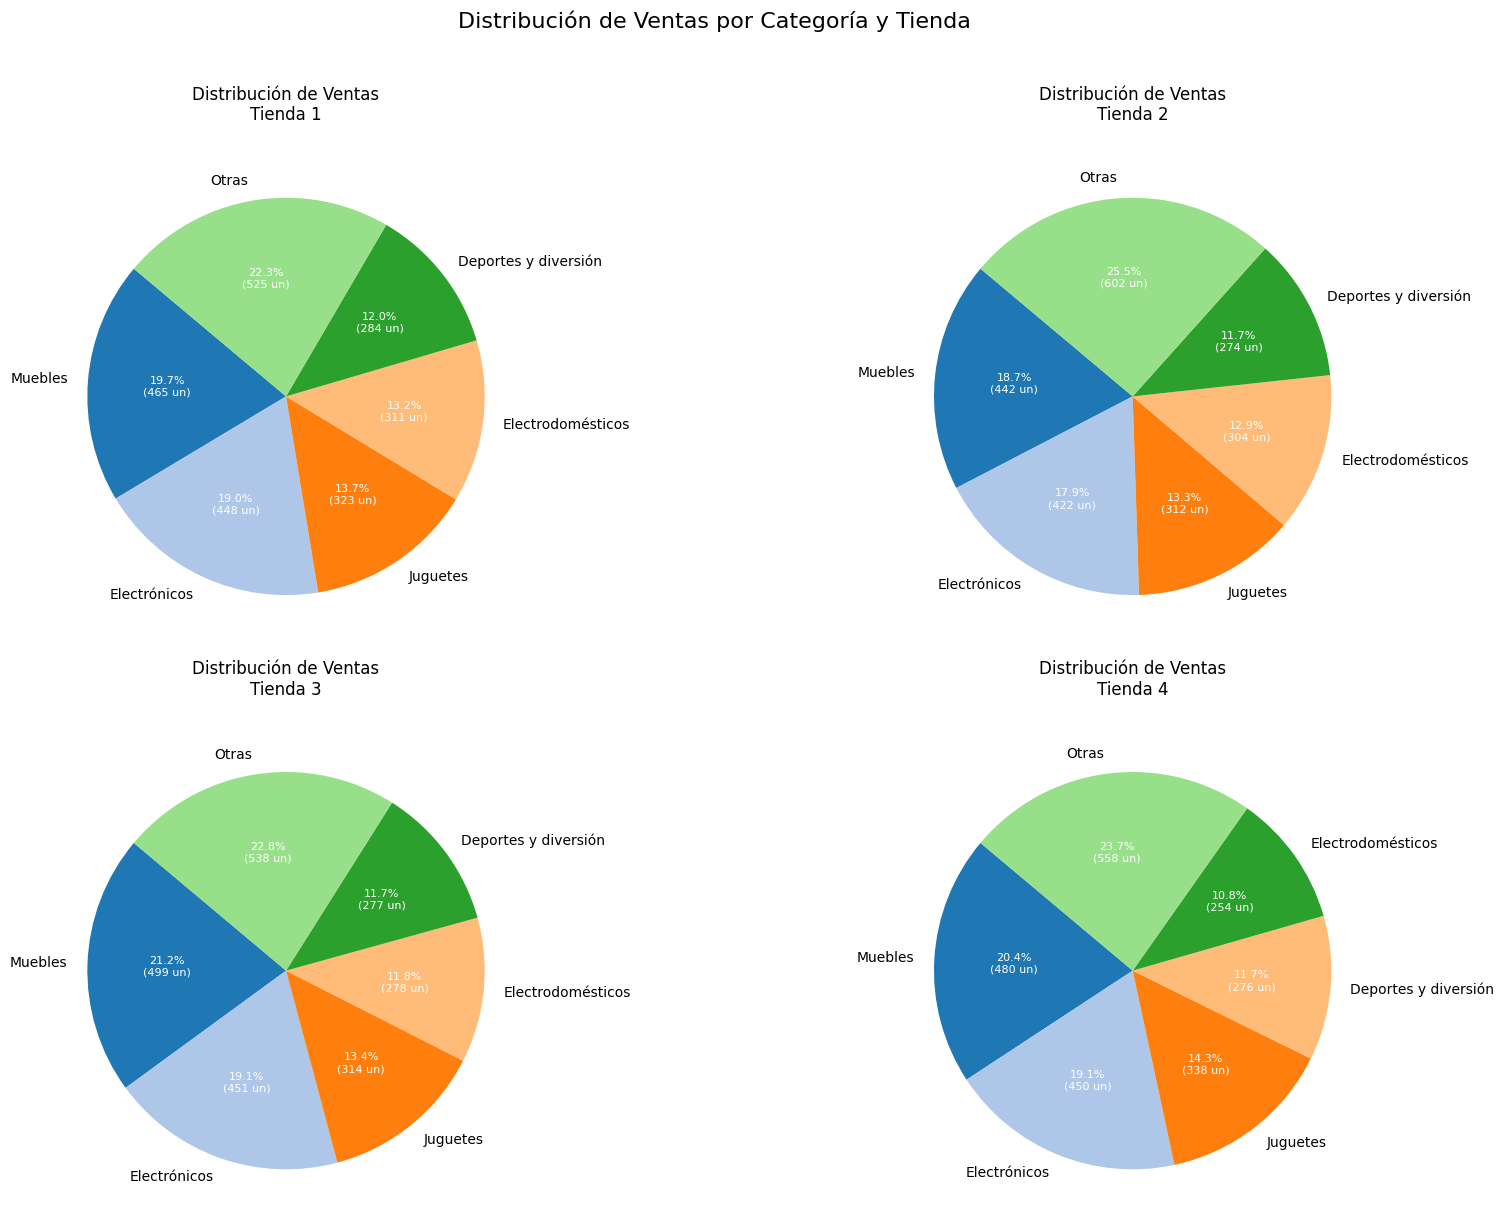 Distribución de Ventas por Categoría y Tienda
Distribución de Ventas
Tienda 1
Otras
22.3%
(525 un)
Deportes y diversión
12.0%
(284 un)
Muebles
19.7%
(465 un)
13.2%
(311 un)
Electrodomésticos
19.0%
(448 un)
13.7%
(323 un)
Electrónicos
Juguetes
Distribución de Ventas
Tienda 2
Otras
25.5%
(602 un)
Deportes y diversión
11.7%
(274 un)
Muebles
18.7%
(442 un)
12.9%
(304 un)
Electrodomésticos
17.9%
(422 un)
13.3%
(312 un)
Electrónicos
Juguetes
Distribución de Ventas
Tienda 3
Otras
22.8%
(538 un)
Deportes y diversión
11.7%
(277 un)
Muebles
21.2%
(499 un)
11.8%
(278 un)
Electrodomésticos
19.1%
(451 un)
13.4%
(314 un)
Juguetes
Electrónicos
Distribución de Ventas
Tienda 4
Otras
23.7%
(558 un)
Electrodomésticos
10.8%
(254 un)
Muebles
20.4%
(480 un)
11.7%
(276 un)
Deportes y diversión
19.1%
(450 un)
14.3%
(338 un)
Juguetes
Electrónicos